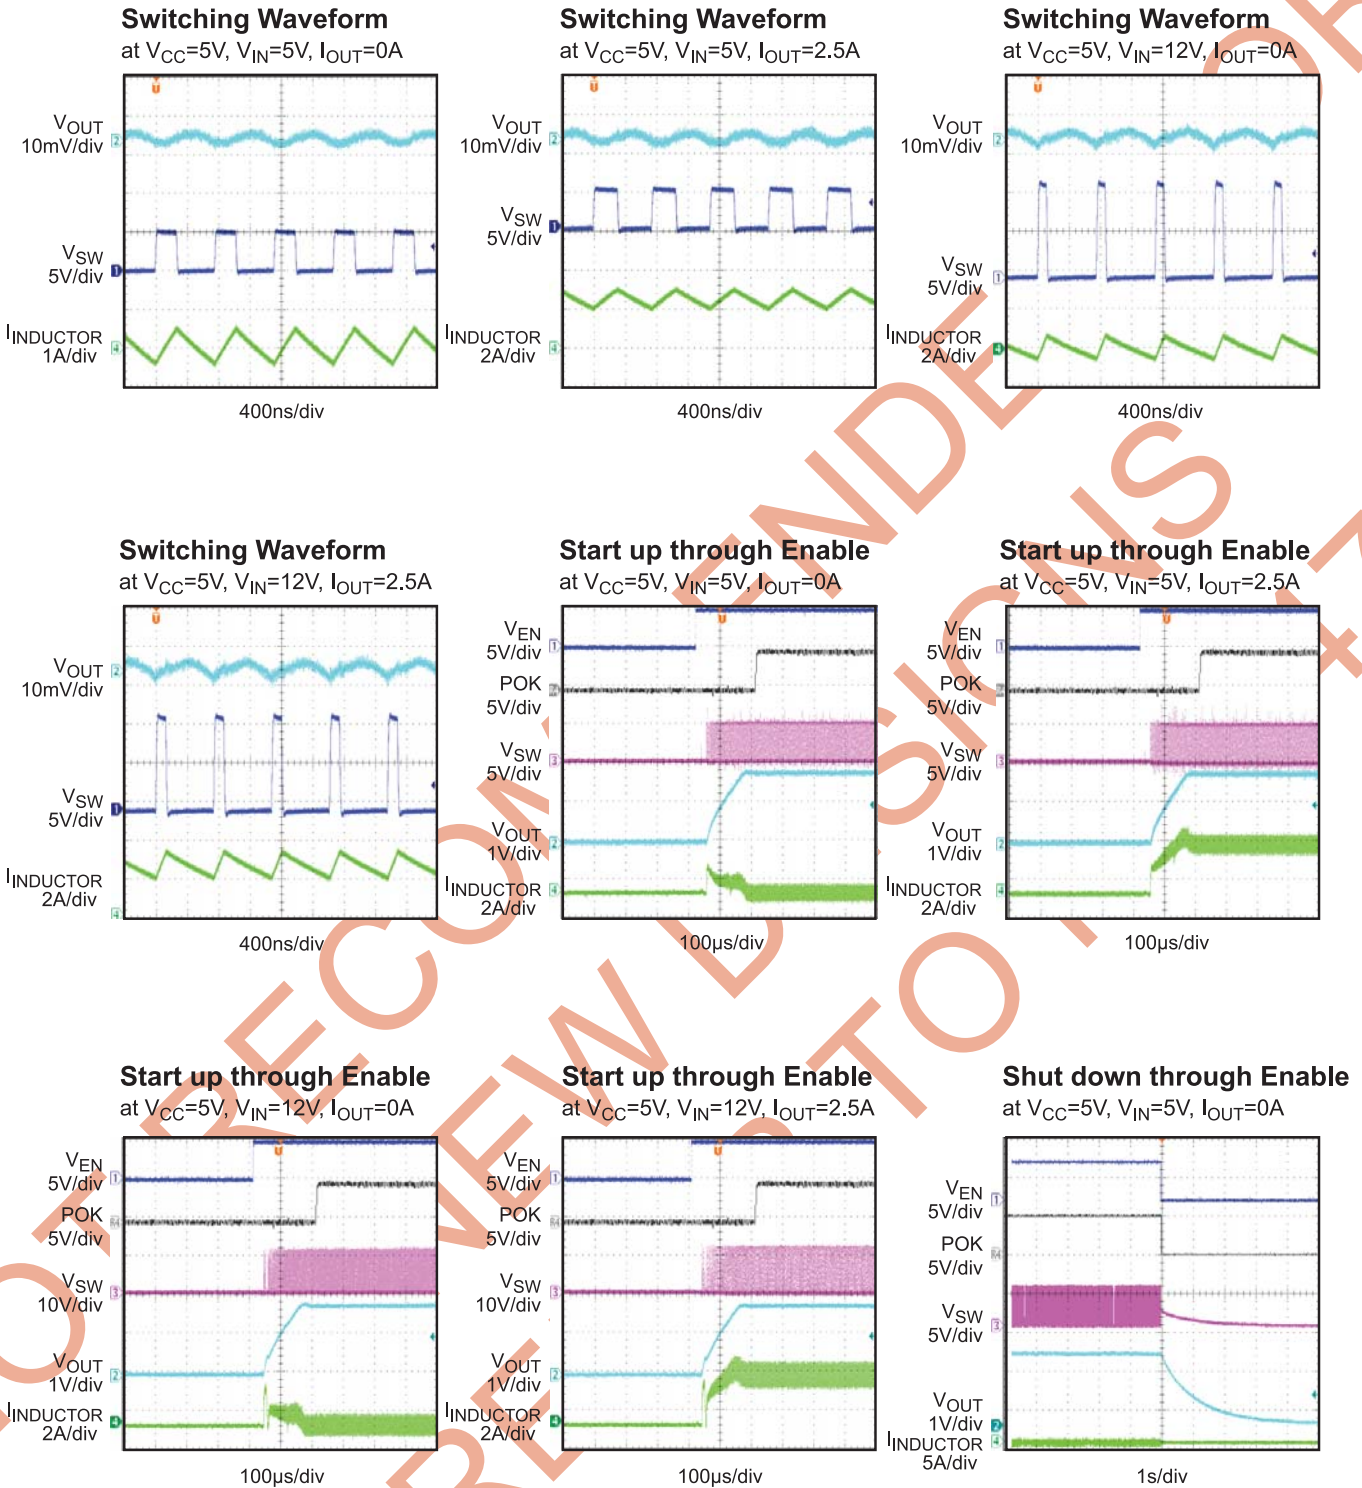 Switching Waveform
at VCC=5V, VIN=5V, IOUT=0A
VOUT
10mV/div
VSW
5V/div
IINDUCTOR
1A/div
400ns/div
Switching Waveform
at VCC=5V, VIN=5V, IOUT=2.5A
VOUT
10mV/div
VSW
5V/div
IINDUCTOR
2A/div
400ns/div
Switching Waveform
at VCC=5V, VIN=12V, IOUT=0A
VOUT
10mV/div
VSW
5V/div
IINDUCTOR
2A/div
400ns/div
Switching Waveform
at VCC=5V, VIN=12V, IOUT=2.5A
VOUT
10mV/div
VSW
5V/div
IINDUCTOR
2A/div
400ns/div
Start up through Enable
at VCC=5V, VIN=5V, IOUT=0A
VEN
5V/div
POK
5V/div
VSW
5V/div
VOUT
1V/div
IINDUCTOR
2A/div
100µs/div
Start up through Enable
at VCC=5V, VIN=5V, IOUT=2.5A
VEN
5V/div
POK
5V/div
VSW
5V/div
VOUT
1V/div
IINDUCTOR
2A/div
100µs/div
Start up through Enable
at VCC=5V, VIN=12V, IOUT=0A
VEN
5V/div
POK
5V/div
VSW
10V/div
VOUT
1V/div
IINDUCTOR
2A/div
100µs/div
Start up through Enable
at VCC=5V, VIN=12V, IOUT=2.5A
VEN
5V/div
POK
5V/div
VSW
10V/div
VOUT
1V/div
IINDUCTOR
2A/div
100µs/div
Shut down through Enable
at VCC=5V, VIN=5V, IOUT=0A
VEN
5V/div
POK
5V/div
VSW
5V/div
VOUT
1V/div
IINDUCTOR
5A/div
1s/div